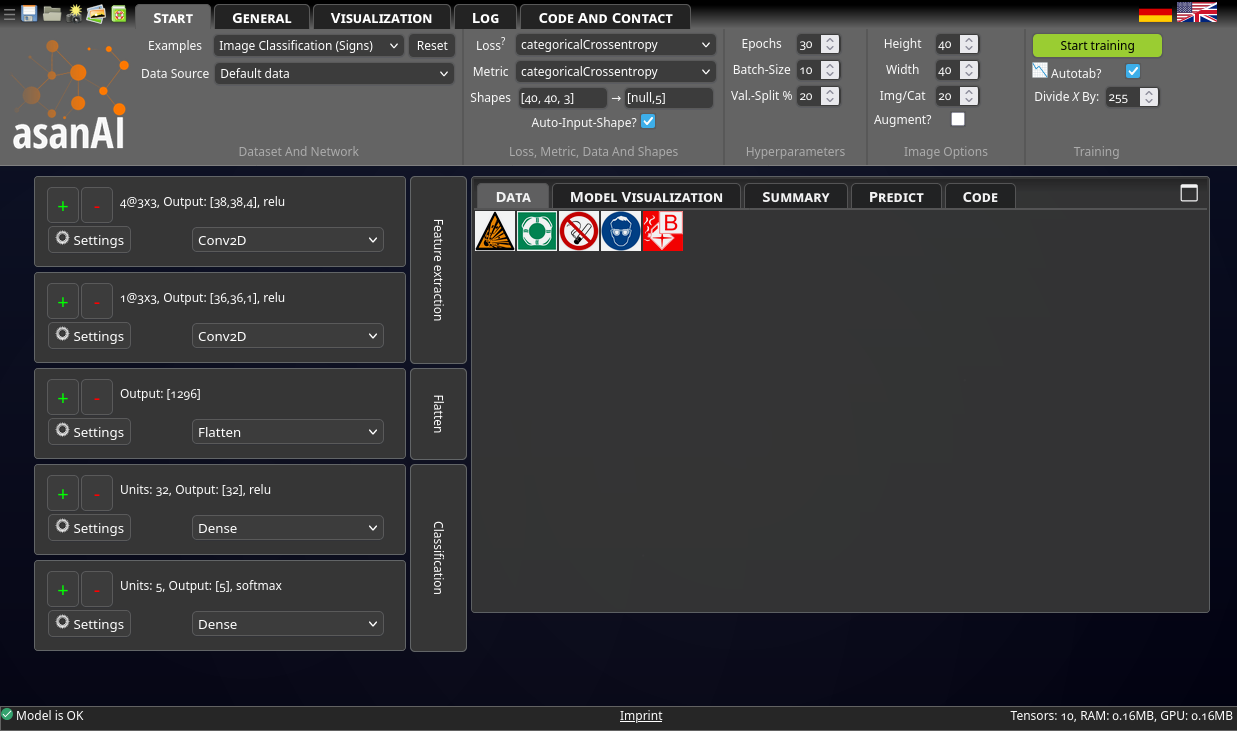 START
GENERAL
VISUALIZATION
LOG
CODE AND CONTACT
asanAI
Examples
Image Classification (Signs)
Reset
Data Source
Default data
Dataset And Network
Loss?
categoricalCrossentropy
Metric
categoricalCrossentropy
Shapes
[40, 40, 3]
→
[null,5]
Auto-Input-Shape?
Loss, Metric, Data And Shapes
Epochs
30
Batch-Size
10
Val.-Split %
20
Hyperparameters
Height
40
Width
40
Img/Cat
20
Augment?
Image Options
Start training
Autotab?
Divide X By:
255
Training
+
-
4@3x3, Output: [38,38,4], relu
Settings
Conv2D
+
-
1@3x3, Output: [36,36,1], relu
Settings
Conv2D
Feature extraction
+
-
Output: [1296]
Settings
Flatten
Flatten
+
-
Units: 32, Output: [32], relu
Settings
Dense
+
-
Units: 5, Output: [5], softmax
Settings
Dense
Classification
DATA
MODEL VISUALIZATION
SUMMARY
PREDICT
CODE
B
Model is OK
Imprint
Tensors: 10, RAM: 0.16MB, GPU: 0.16MB